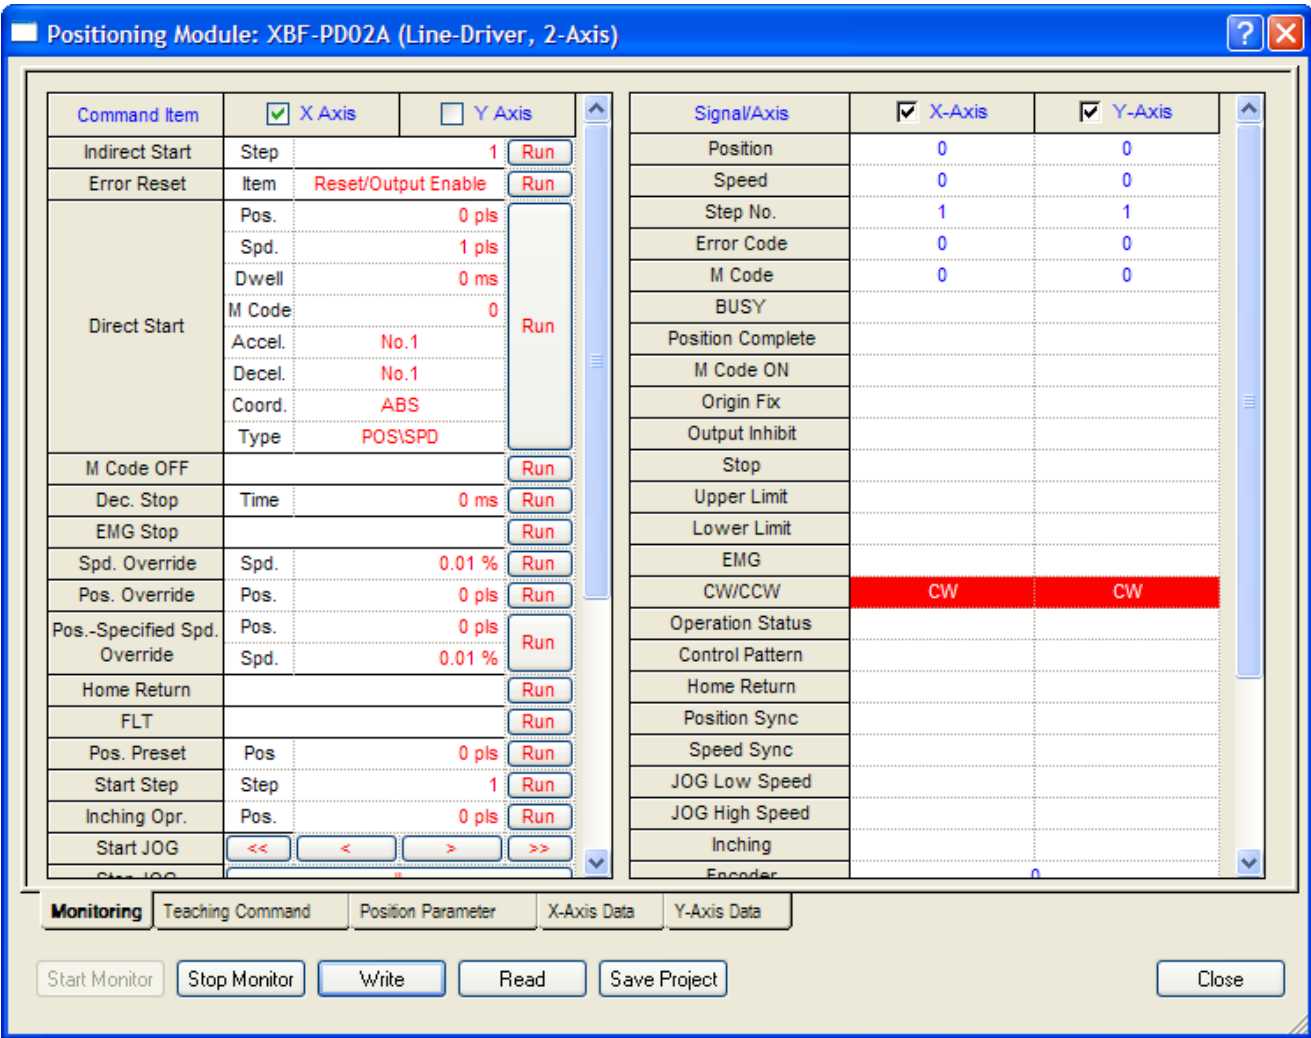 Positioning Module: XBF-PD02A (Line-Driver, 2-Axis)
Command Item X Axis Y Axis
Indirect Start Step 1 Run
Error Reset Item Reset/Output Enable Run
Direct Start
Pos. 0 pls
Spd. 1 pls
Dwell 0 ms
M Code 0
Accel. No.1
Decel. No.1
Coord. ABS
Type POS\SPD
Run
M Code OFF Run
Dec. Stop Time 0 ms Run
EMG Stop Run
Spd. Override Spd. 0.01 % Run
Pos. Override Pos. 0 pls Run
Pos.-Specified Spd.
Override
Pos. 0 pls
Spd. 0.01 %
Run
Home Return Run
FLT Run
Pos. Preset Pos 0 pls Run
Start Step Step 1 Run
Inching Opr. Pos. 0 pls Run
Start JOG << < > >>
Stop JOG
Signal/Axis X-Axis Y-Axis
Position 0 0
Speed 0 0
Step No. 1 1
Error Code 0 0
M Code 0 0
BUSY
Position Complete
M Code ON
Origin Fix
Output Inhibit
Stop
Upper Limit
Lower Limit
EMG
CW/CCW CW CW
Operation Status
Control Pattern
Home Return
Position Sync
Speed Sync
JOG Low Speed
JOG High Speed
Inching
Encoder 0
Monitoring Teaching Command Position Parameter X-Axis Data Y-Axis Data
Start Monitor Stop Monitor Write Read Save Project Close